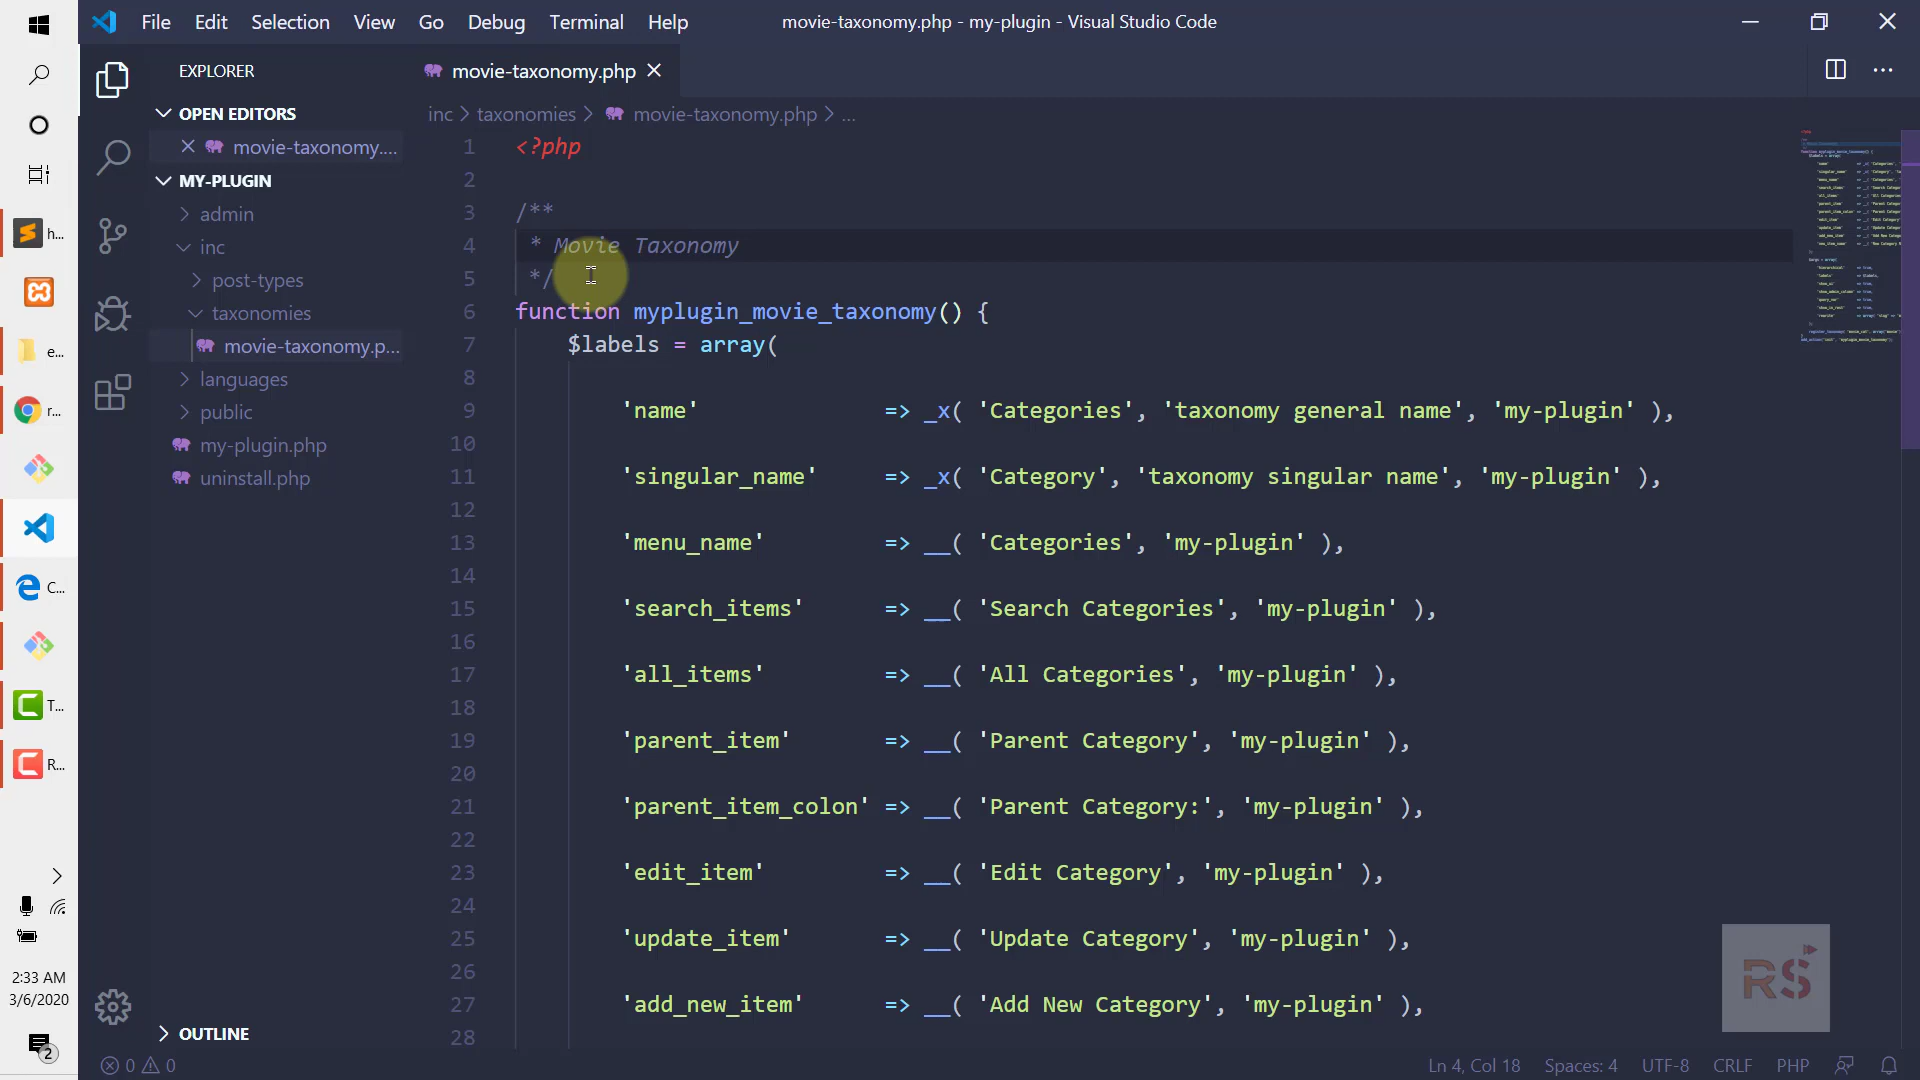 File Edit Selection View Go Debug Terminal Help
movie-taxonomy.php - my-plugin - Visual Studio Code
EXPLORER
OPEN EDITORS
movie-taxonomy....
MY-PLUGIN
admin
inc
post-types
taxonomies
movie-taxonomy.p...
languages
public
my-plugin.php
uninstall.php
OUTLINE
movie-taxonomy.php
inc > taxonomies > movie-taxonomy.php > ...
1 <?php
2
3 /**
4 * Movie Taxonomy
5 */
6 function myplugin_movie_taxonomy() {
7 $labels = array(
8
9 'name' => _x( 'Categories', 'taxonomy general name', 'my-plugin' ),
10
11 'singular_name' => _x( 'Category', 'taxonomy singular name', 'my-plugin' ),
12
13 'menu_name' => __( 'Categories', 'my-plugin' ),
14
15 'search_items' => __( 'Search Categories', 'my-plugin' ),
16
17 'all_items' => __( 'All Categories', 'my-plugin' ),
18
19 'parent_item' => __( 'Parent Category', 'my-plugin' ),
20
21 'parent_item_colon' => __( 'Parent Category:', 'my-plugin' ),
22
23 'edit_item' => __( 'Edit Category', 'my-plugin' ),
24
25 'update_item' => __( 'Update Category', 'my-plugin' ),
26
27 'add_new_item' => __( 'Add New Category', 'my-plugin' ),
28
h...
e...
r...
C...
T...
R...
2:33 AM
3/6/2020
2
RS
0 0
Ln 4, Col 18 Spaces: 4 UTF-8 CRLF PHP